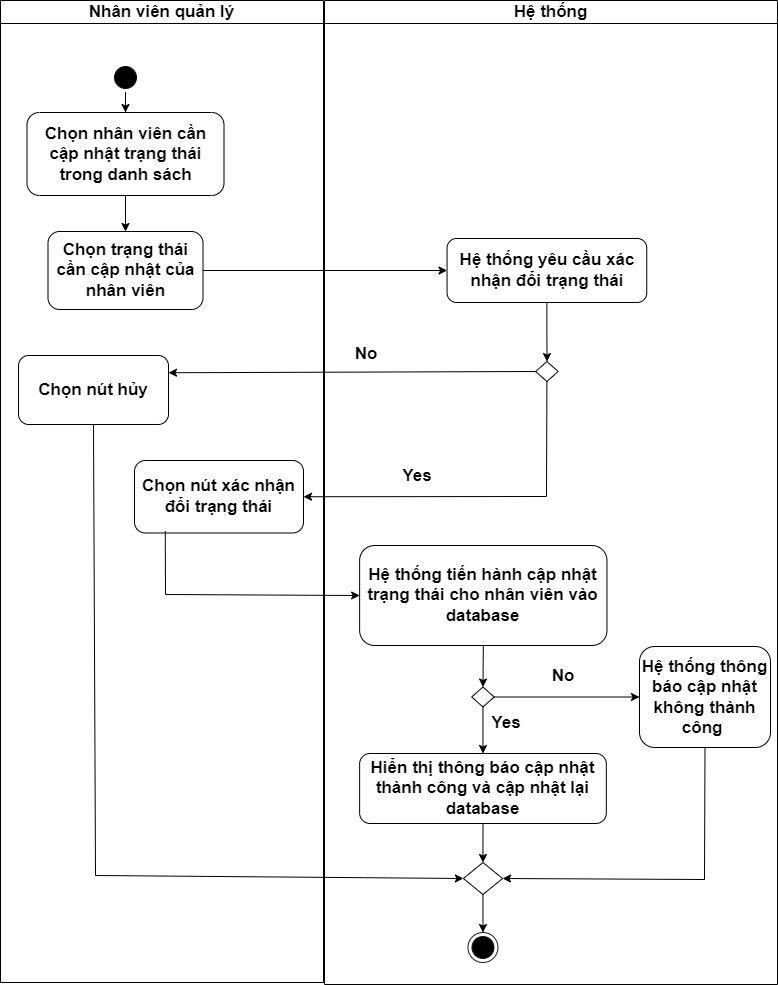 Nhân viên quản lý
Hệ thống
Chọn nhân viên cần
cập nhật trạng thái
trong danh sách
Chọn trạng thái
cần cập nhật của
nhân viên
Hệ thống yêu cầu xác
nhận đổi trạng thái
No
Chọn nút hủy
Yes
Chọn nút xác nhận
đổi trạng thái
Hệ thống tiến hành cập nhật
trạng thái cho nhân viên vào
database
No
Hệ thống thông
báo cập nhật
không thành
công
Yes
Hiển thị thông báo cập nhật
thành công và cập nhật lại
database